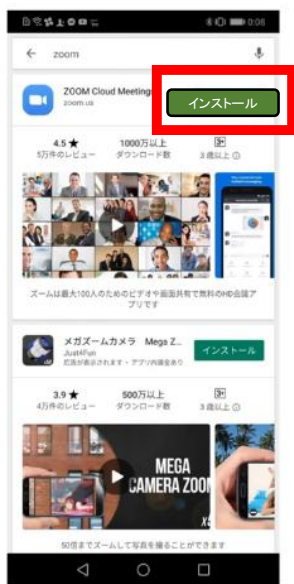 0:08
zoom
ZOOM Cloud Meetings
zoom.us
インストール
4.5 ★
5万件のレビュー
1000万以上
ダウンロード数
3+
3 歳以上
ズームは最大100人のためのビデオや画面共有で無料のHD会議ア
プリです
メガズームカメラ Mega Z...
Just4Fun
広告が表示されます・アプリ内課金あり
インストール
3.9 ★
4万件のレビュー
500万以上
ダウンロード数
3+
3 歳以上
MEGA
CAMERA ZOOM
50倍までズームして写真を撮ることができます